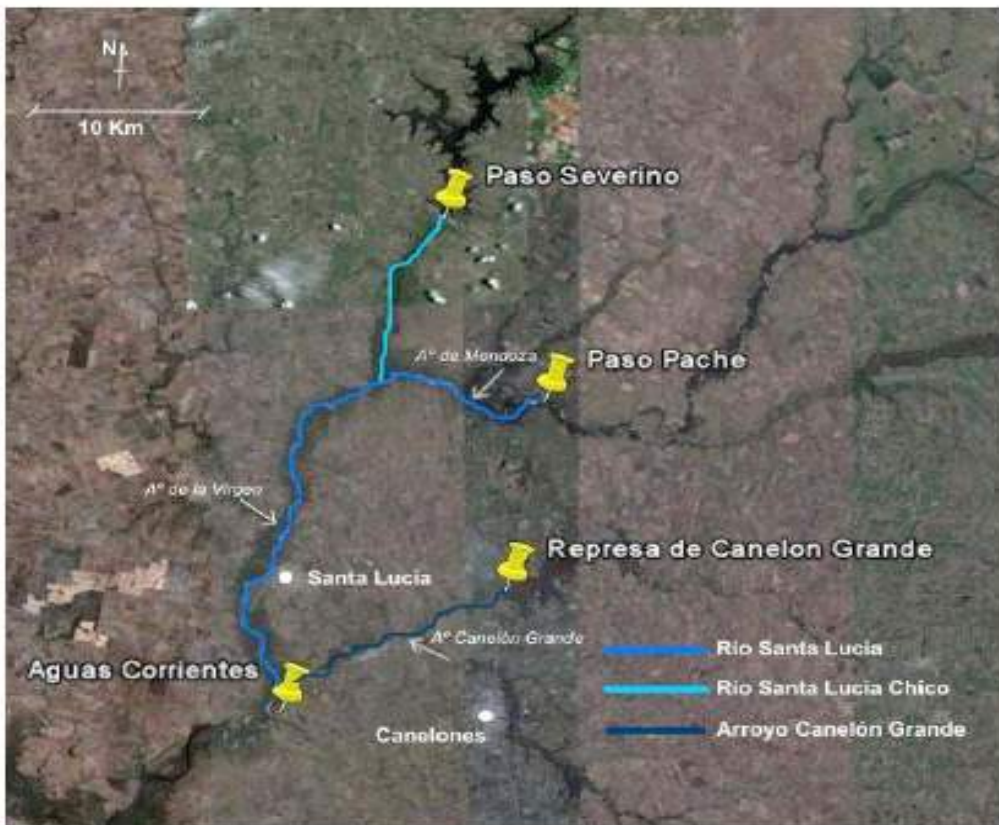 N
10 Km
Paso Severino
Aº de Mendoza
Paso Pache
Aº de la Virgen
Represa de Canelon Grande
Santa Lucia
Aº Canelón Grande
Aguas Corrientes
Rio Santa Lucia
Rio Santa Lucia Chico
Canelones
Arroyo Canelón Grande